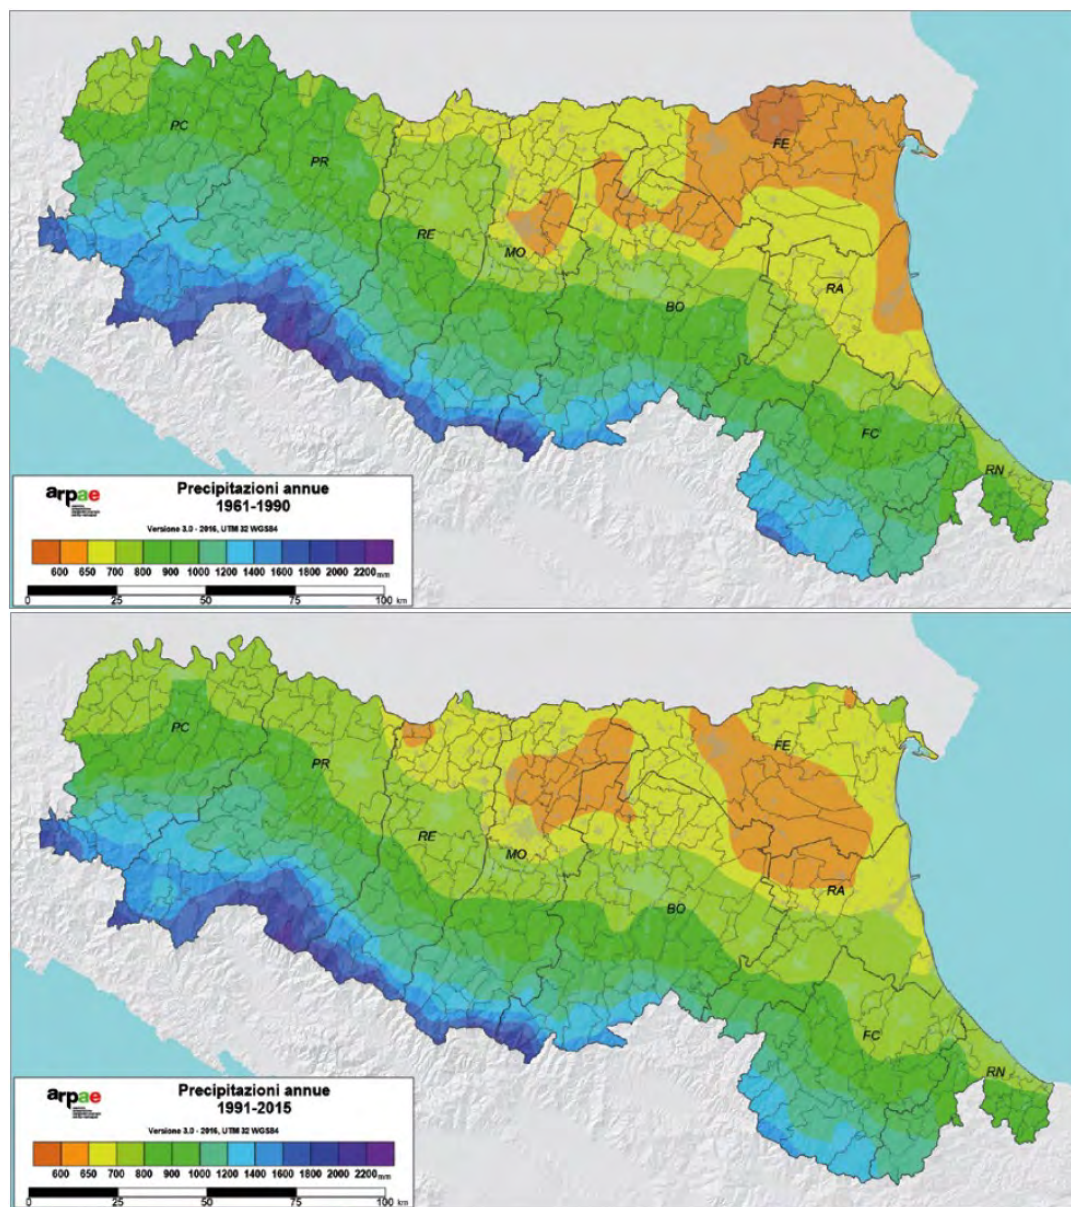 PC
PR
RE
MO
FE
RA
BO
FC
RN
arpae
Precipitazioni annue
1961-1990
Versione 3.0 - 2016, UTM 32 WGS84
600 650 700 800 900 1000 1200 1400 1600 1800 2000 2200 mm
0 25 50 75 100 km
PC
PR
RE
MO
FE
RA
BO
FC
RN
arpae
Precipitazioni annue
1991-2015
Versione 3.0 - 2016, UTM 32 WGS84
600 650 700 800 900 1000 1200 1400 1600 1800 2000 2200 mm
0 25 50 75 100 km